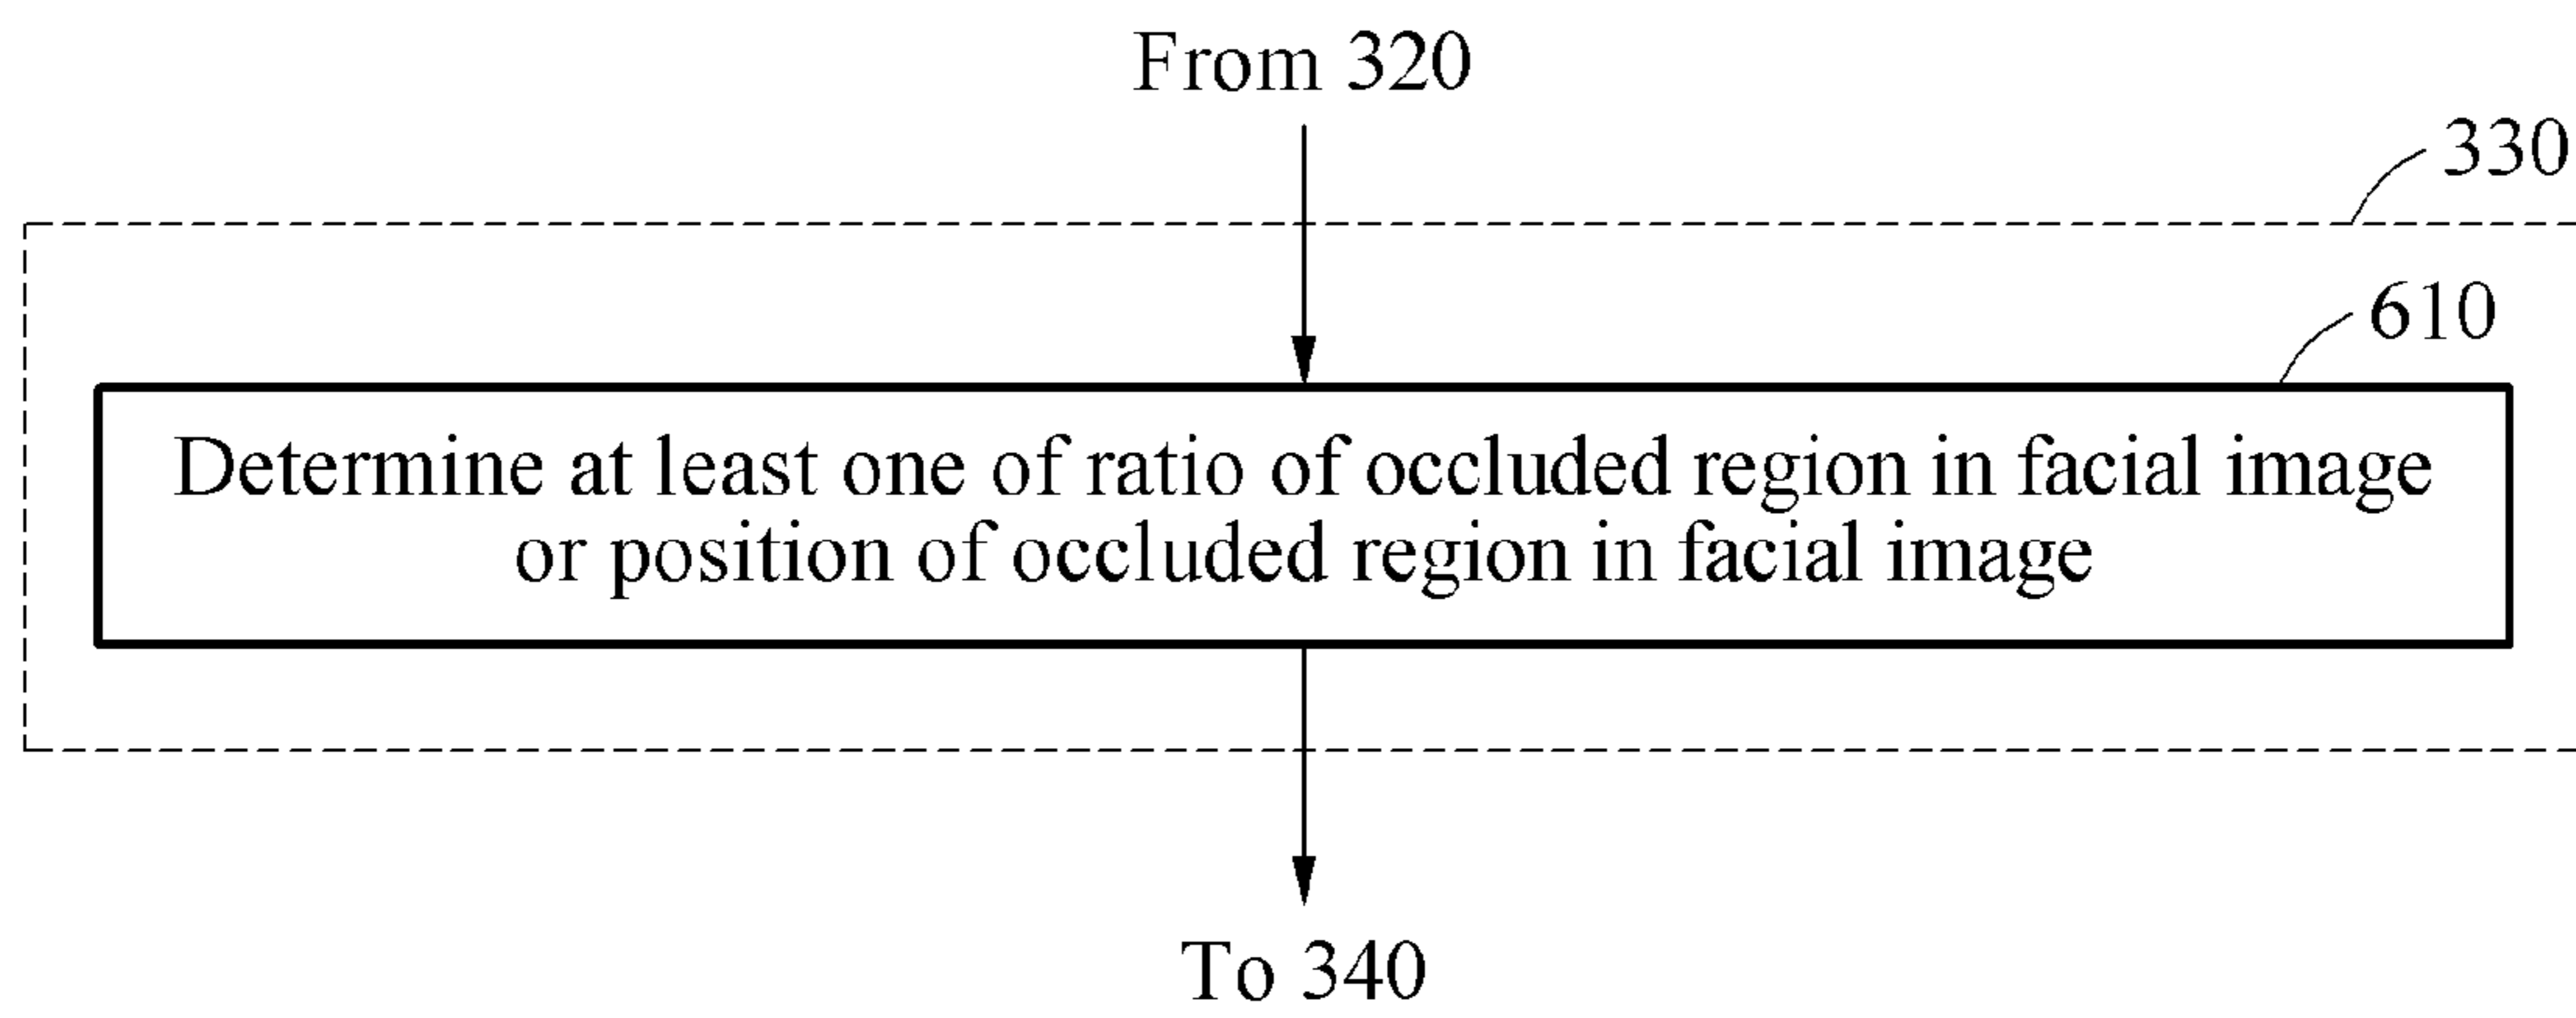 From 320
330
610
Determine at least one of ratio of occluded region in facial image
or position of occluded region in facial image
To 340